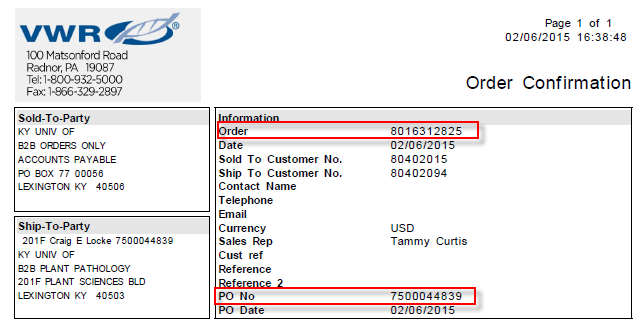 VWR
100 Matsonford Road
Radnor, PA 19087
Tel: 1-800-932-5000
Fax: 1-866-329-2897
Page 1 of 1
02/06/2015 16:38:48
Order Confirmation
Sold-To-Party
KY UNIV OF
B2B ORDERS ONLY
ACCOUNTS PAYABLE
PO BOX 77 00056
LEXINGTON KY 40506
Ship-To-Party
201F Craig E Locke 7500044839
KY UNIV OF
B2B PLANT PATHOLOGY
201F PLANT SCIENCES BLD
LEXINGTON KY 40503
Information
Order 8016312825
Date 02/06/2015
Sold To Customer No. 80402015
Ship To Customer No. 80402094
Contact Name
Telephone
Email
Currency USD
Sales Rep Tammy Curtis
Cust ref
Reference
Reference 2
PO No 7500044839
PO Date 02/06/2015